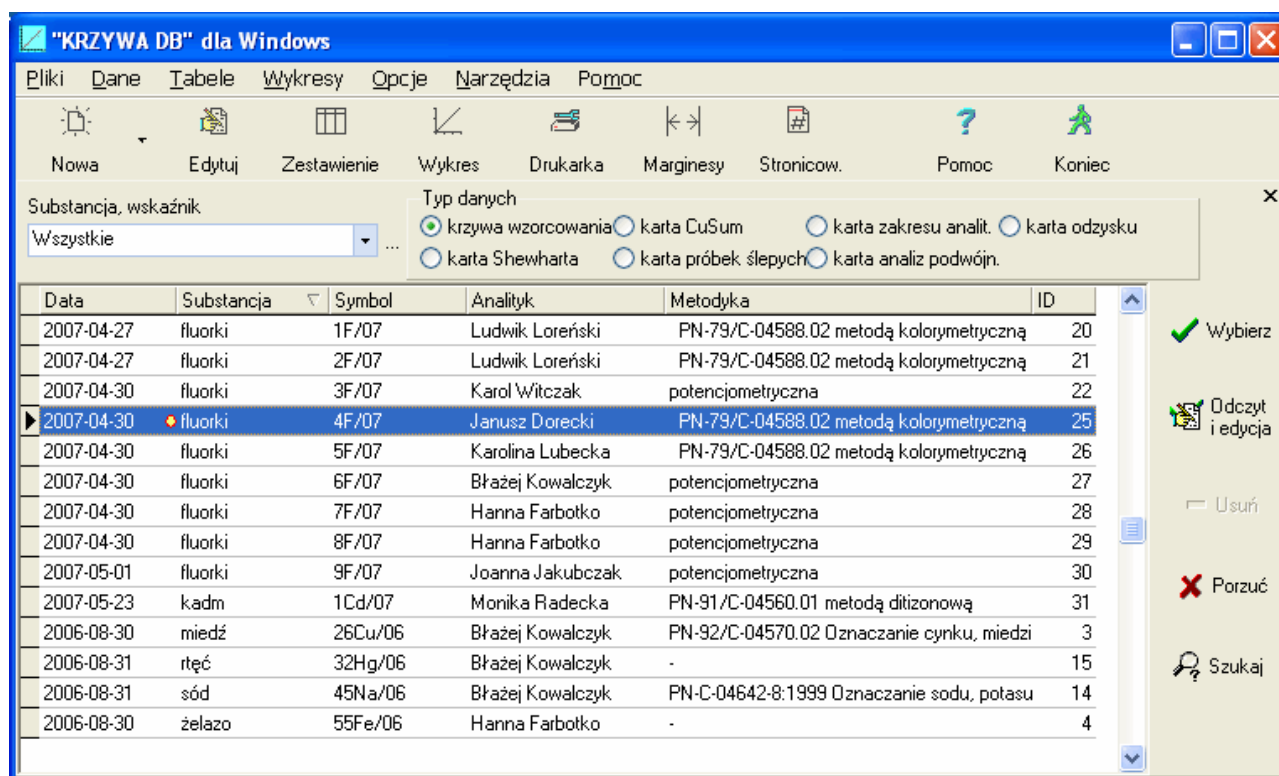 "KRZYWA DB" dla Windows
Pliki Dane Tabele Wykresy Opcje Narzędzia Pomoc
Nowa Edytuj Zestawienie Wykres Drukarka Marginesy Stronicow. Pomoc Koniec
Substancja, wskaźnik
Wszystkie ...
Typ danych
krzywa wzorcowania karta CuSum karta zakresu analit. karta odzysku
karta Shewharta karta próbek ślepych karta analiz podwójn.
Data Substancja Symbol Analityk Metodyka ID
2007-04-27 fluorki 1F/07 Ludwik Loreński PN-79/C-04588.02 metodą kolorymetryczną 20
2007-04-27 fluorki 2F/07 Ludwik Loreński PN-79/C-04588.02 metodą kolorymetryczną 21
2007-04-30 fluorki 3F/07 Karol Witczak potencjometryczna 22
2007-04-30 fluorki 4F/07 Janusz Dorecki PN-79/C-04588.02 metodą kolorymetryczną 25
2007-04-30 fluorki 5F/07 Karolina Lubecka PN-79/C-04588.02 metodą kolorymetryczną 26
2007-04-30 fluorki 6F/07 Błażej Kowalczyk potencjometryczna 27
2007-04-30 fluorki 7F/07 Hanna Farbotko potencjometryczna 28
2007-04-30 fluorki 8F/07 Hanna Farbotko potencjometryczna 29
2007-05-01 fluorki 9F/07 Joanna Jakubczak potencjometryczna 30
2007-05-23 kadm 1Cd/07 Monika Radecka PN-91/C-04560.01 metodą ditizonową 31
2006-08-30 miedź 26Cu/06 Błażej Kowalczyk PN-92/C-04570.02 Oznaczanie cynku, miedzi 3
2006-08-31 rtęć 32Hg/06 Błażej Kowalczyk - 15
2006-08-31 sód 45Na/06 Błażej Kowalczyk PN-C-04642-8:1999 Oznaczanie sodu, potasu 14
2006-08-30 żelazo 55Fe/06 Hanna Farbotko - 4
Wybierz
Odczyt
i edycja
Usuń
Porzuć
Szukaj